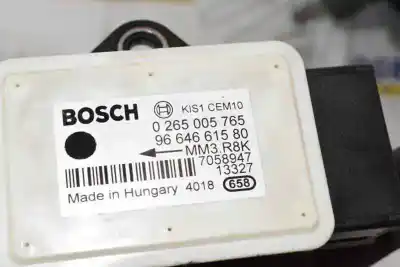 BOSCH KIS1 CEM10
0 265 005 765
96 646 615 80
MM3.R8K
7058947
13327
Made in Hungary 4018 658